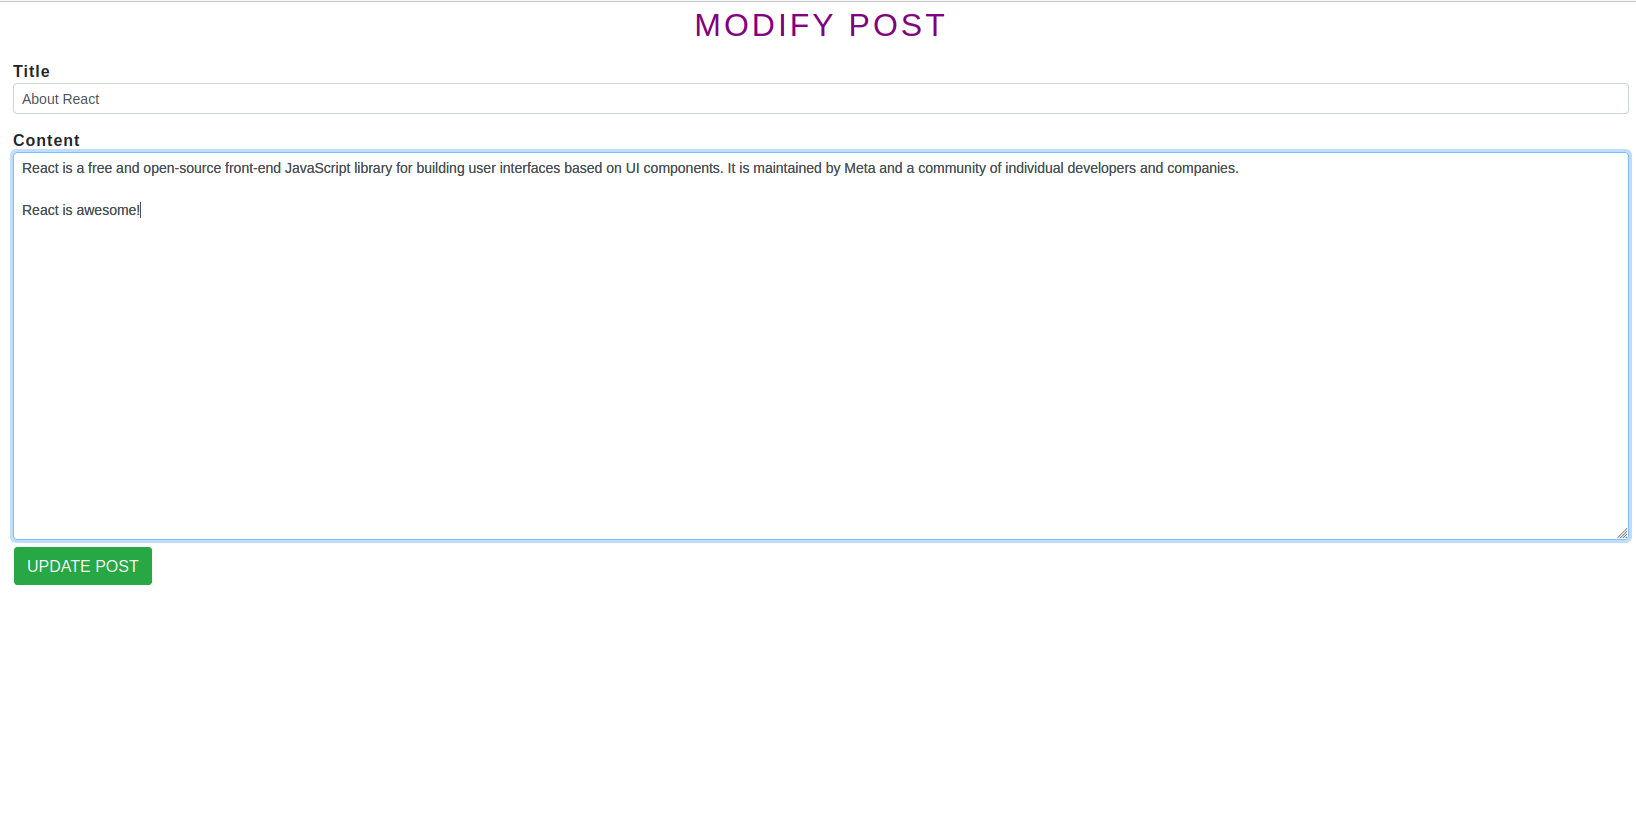 MODIFY POST
Title
About React
Content
React is a free and open-source front-end JavaScript library for building user interfaces based on UI components. It is maintained by Meta and a community of individual developers and companies.
React is awesome!
UPDATE POST